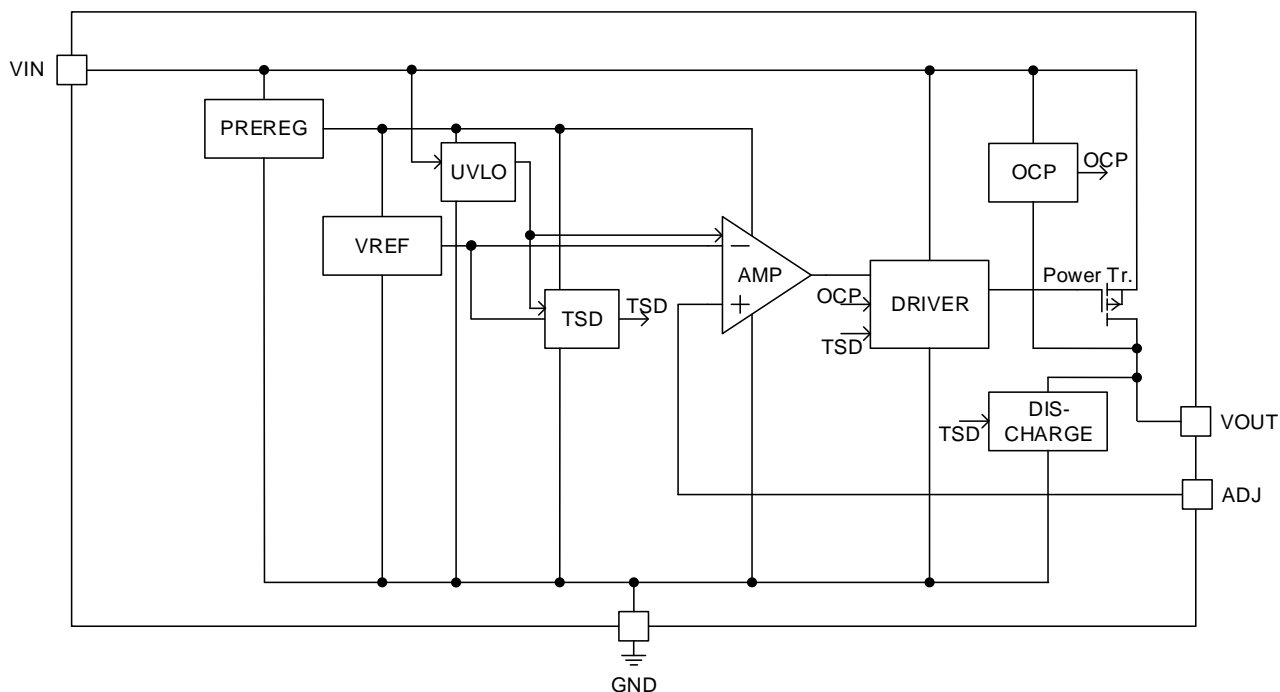 VIN
PREREG
UVLO
OCP
OCP
VREF
AMP
Power Tr.
TSD
TSD
OCP
DRIVER
TSD
DIS-
CHARGE
TSD
VOUT
ADJ
GND